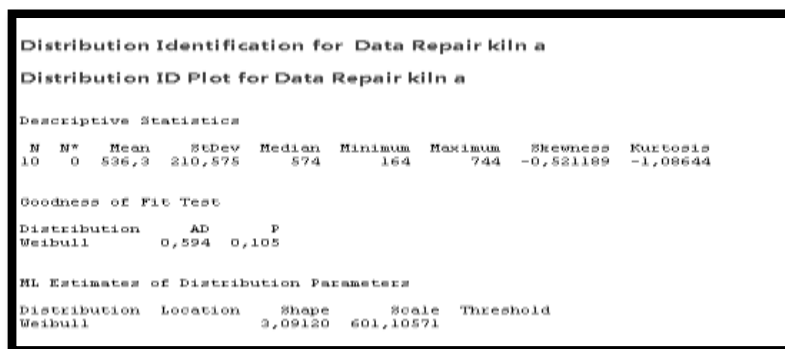 Distribution Identification for Data Repair kiln a
Distribution ID Plot for Data Repair kiln a
Descriptive Statistics
N N* Mean StDev Median Minimum Maximum Skewness Kurtosis
10 0 536,3 210,575 574 164 744 -0,521189 -1,08644
Goodness of Fit Test
Distribution AD P
Weibull 0,594 0,105
ML Estimates of Distribution Parameters
Distribution Location Shape Scale Threshold
Weibull 3,09120 601,10571